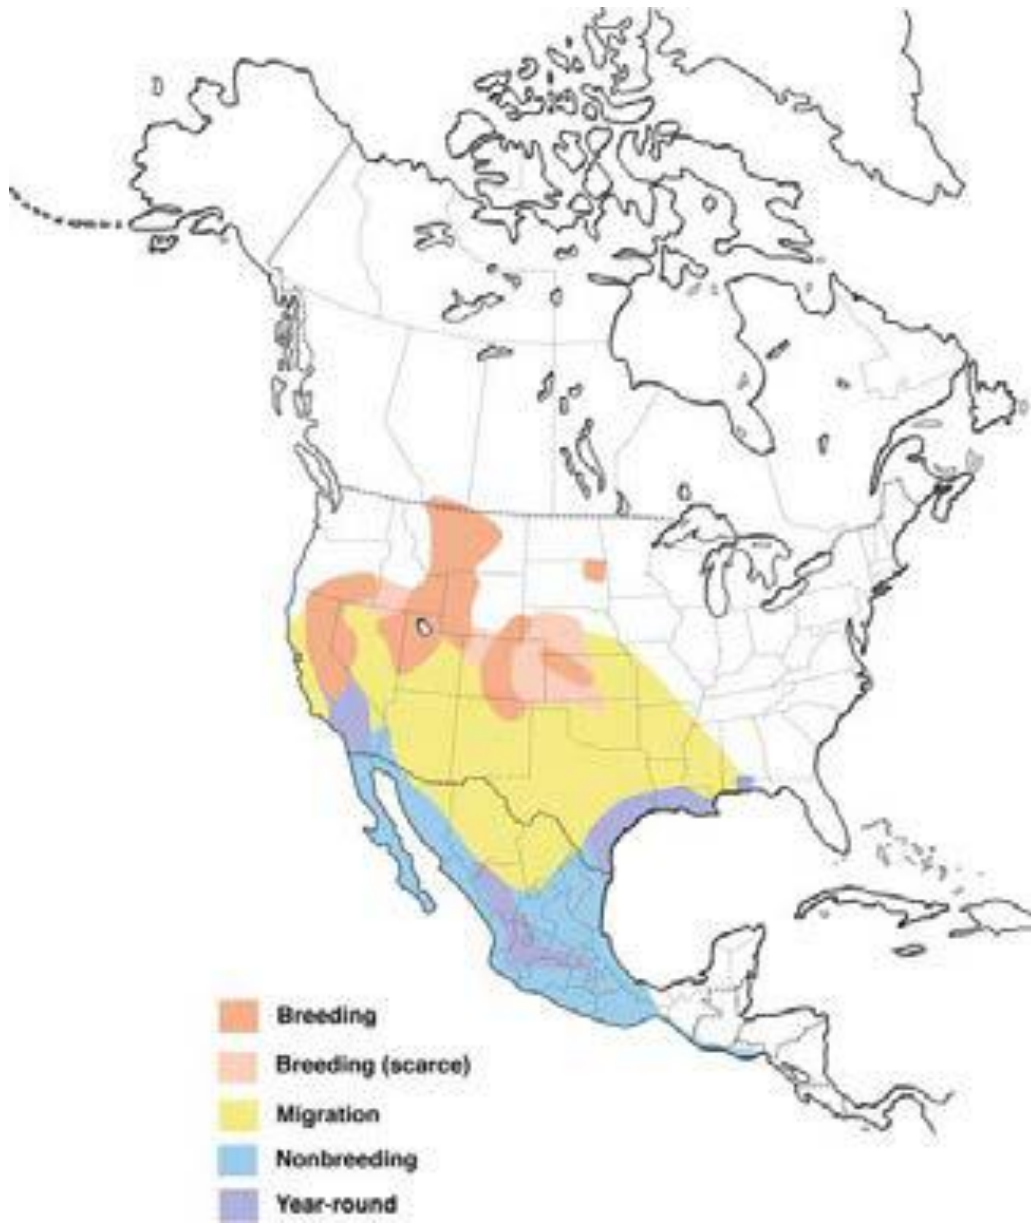 Breeding
Breeding (scarce)
Migration
Nonbreeding
Year-round